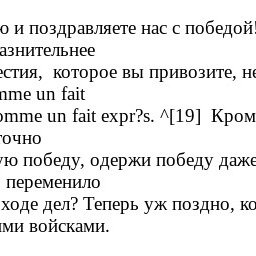 и поздравляете нас с победой!
азнительнее
естия, которое вы привозите, не
mme un fait
omme un fait expr?s. ^[19] Кром
точно
ую победу, одержи победу даже
переменило
ходе дел? Теперь уж поздно, ко
ими войсками.